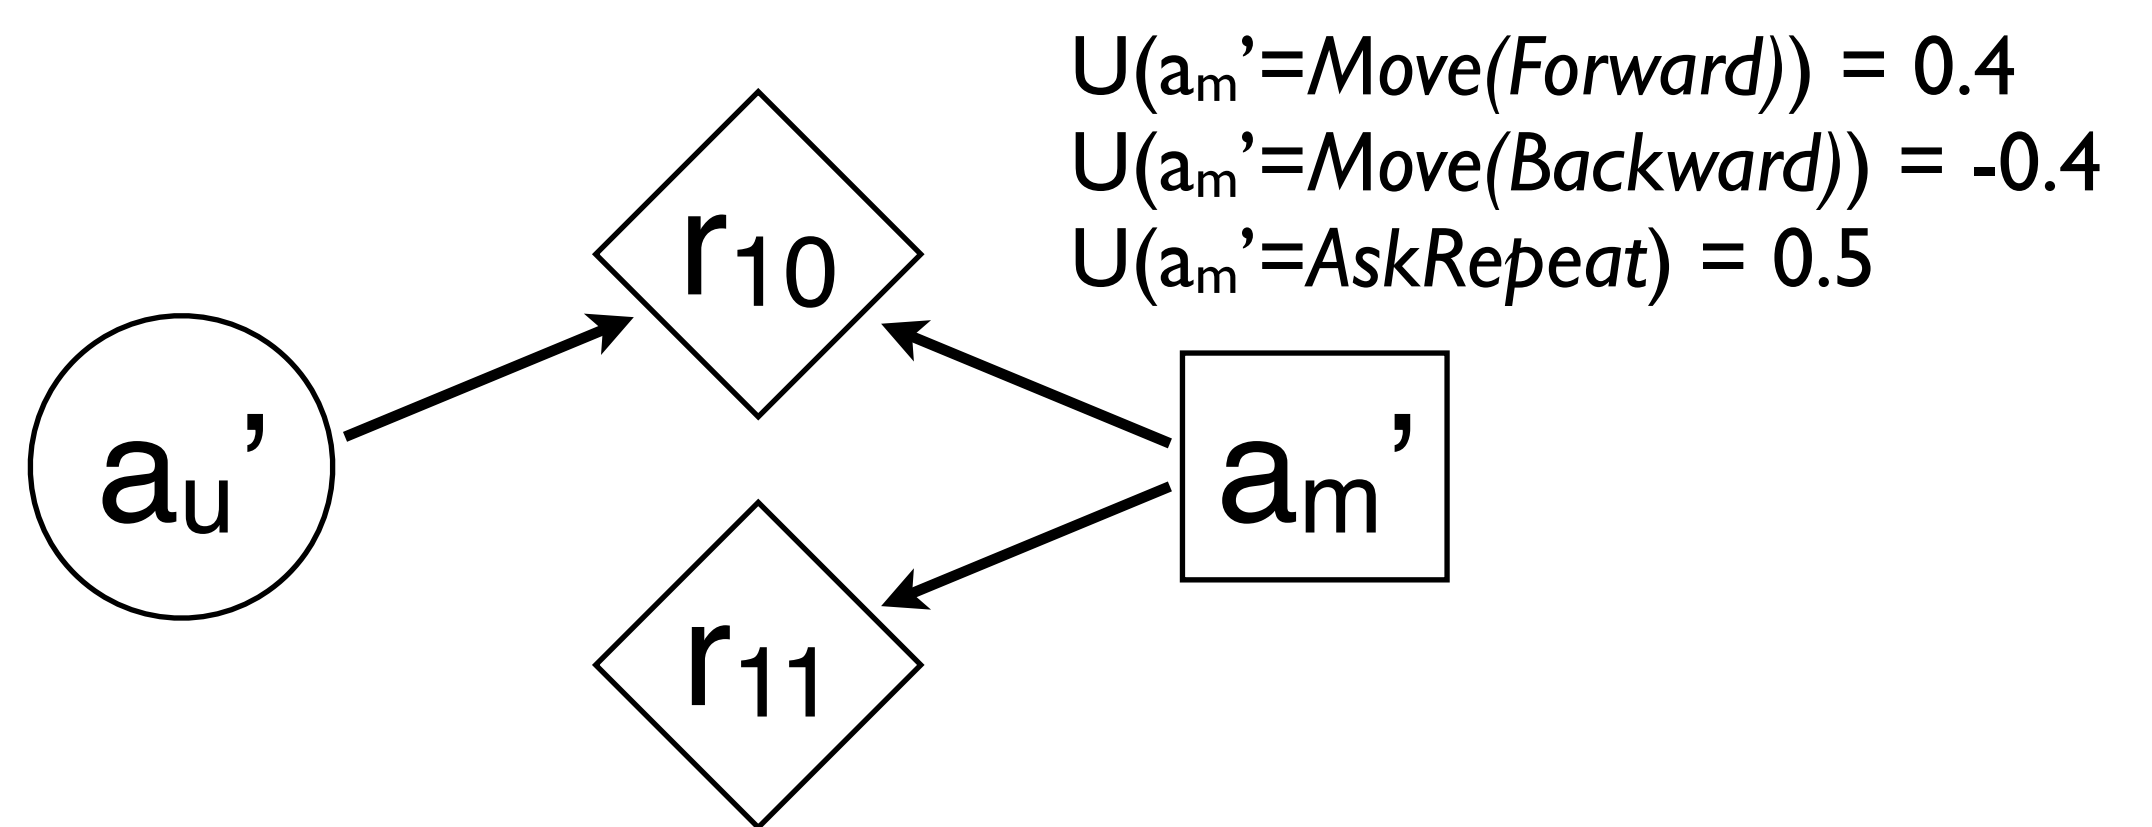 U(aₘ’=Move(Forward)) = 0.4
U(aₘ’=Move(Backward)) = -0.4
U(aₘ’=AskRepeat) = 0.5
r₁₀
aᵤ’
aₘ’
r₁₁